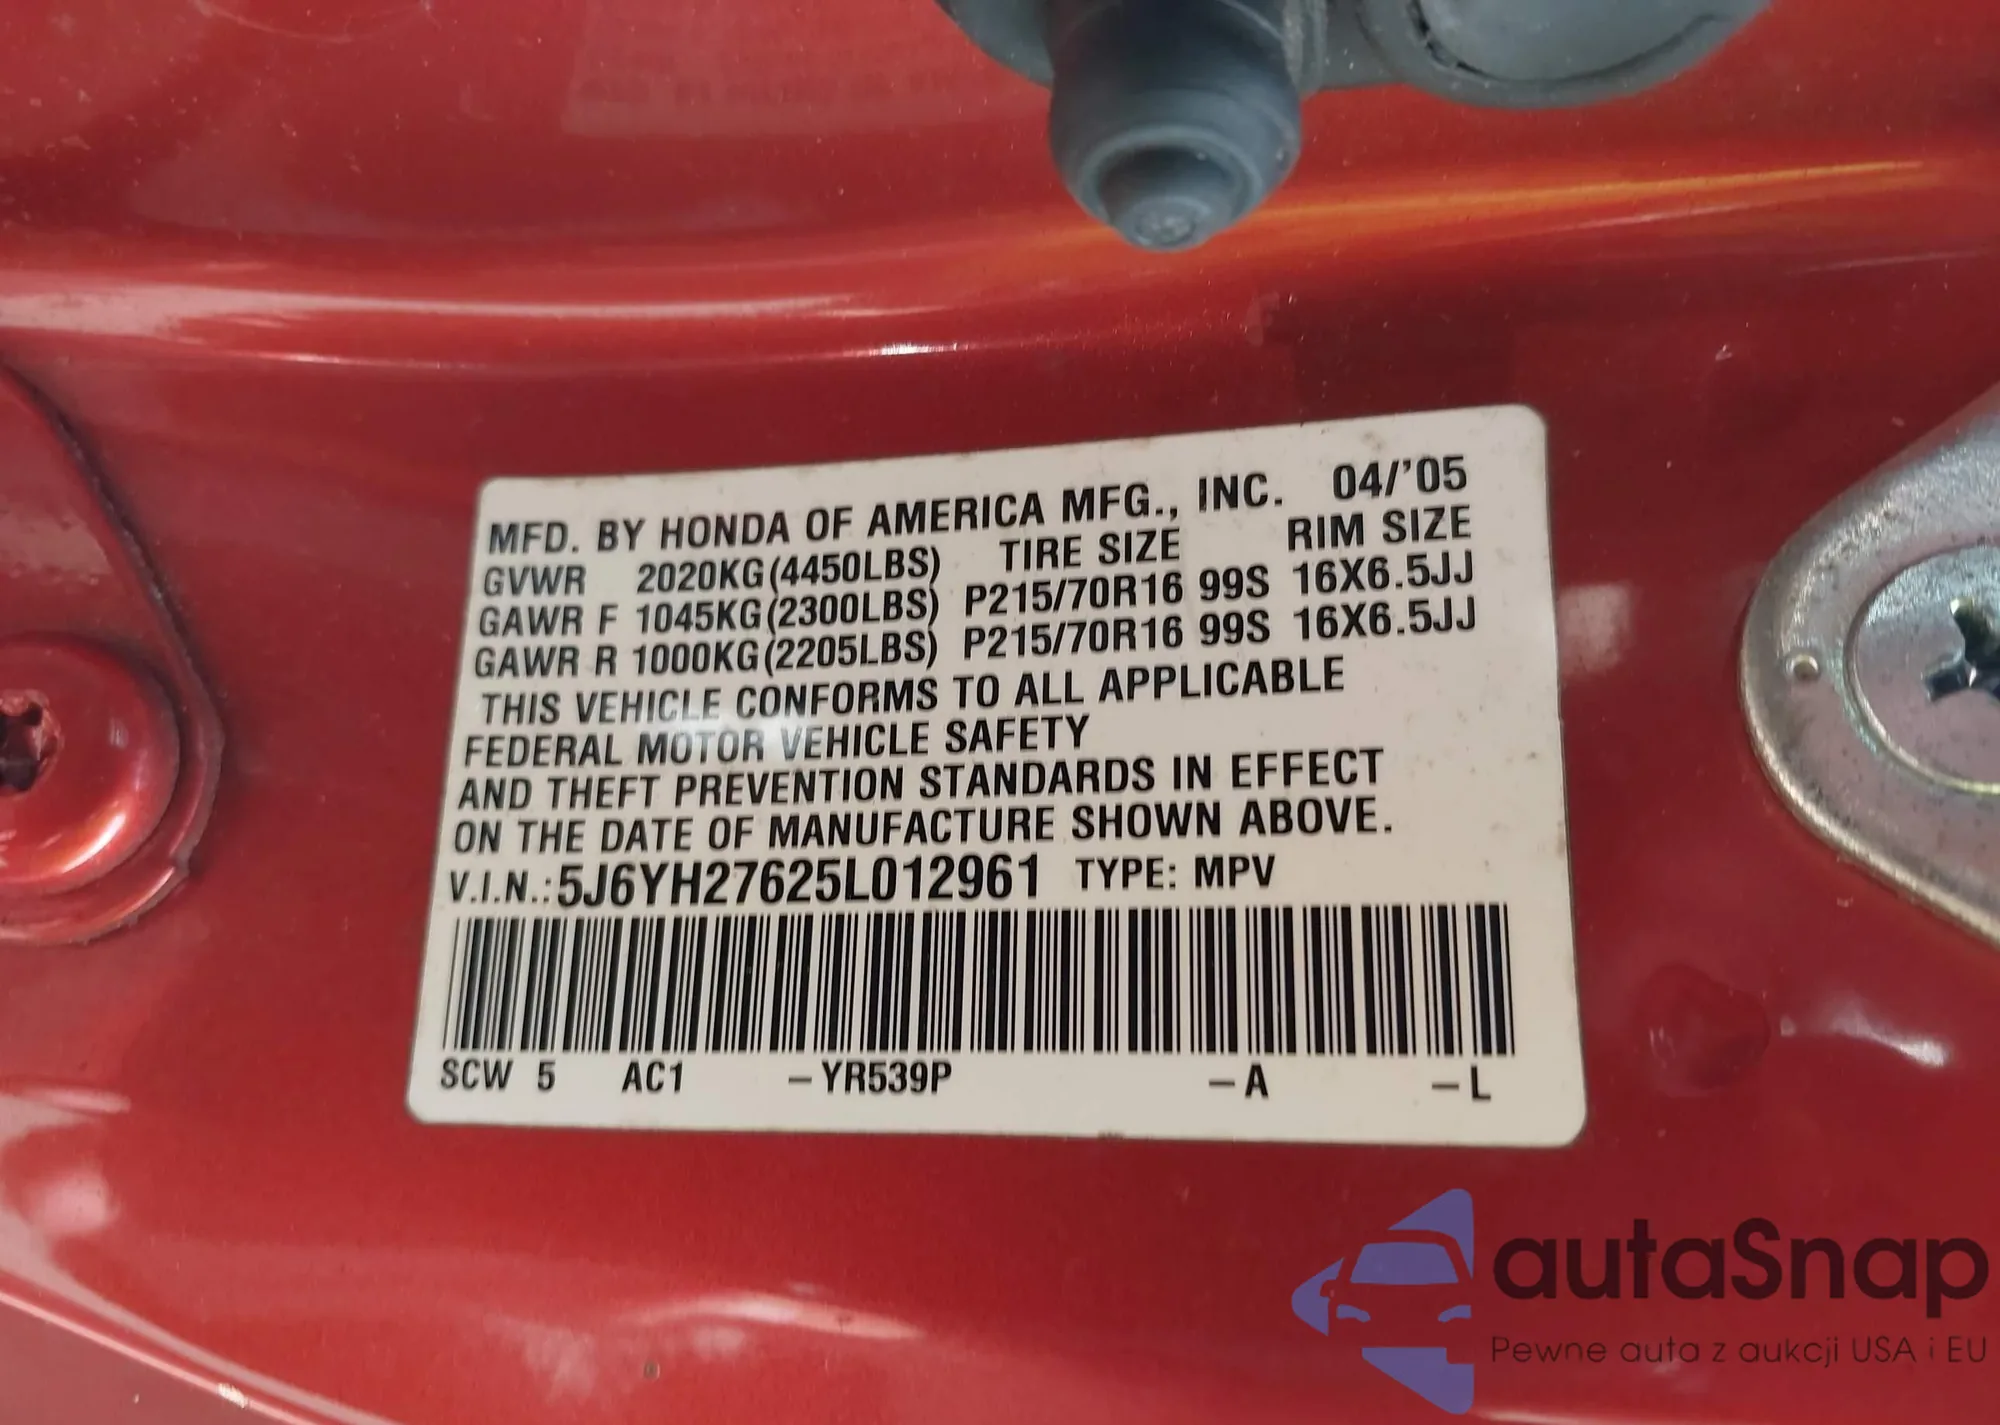 MFD. BY HONDA OF AMERICA MFG., INC. 04/'05
GVWR 2020KG(4450LBS) TIRE SIZE RIM SIZE
GAWR F 1045KG(2300LBS) P215/70R16 99S 16X6.5JJ
GAWR R 1000KG(2205LBS) P215/70R16 99S 16X6.5JJ
THIS VEHICLE CONFORMS TO ALL APPLICABLE
FEDERAL MOTOR VEHICLE SAFETY
AND THEFT PREVENTION STANDARDS IN EFFECT
ON THE DATE OF MANUFACTURE SHOWN ABOVE.
V.I.N.:5J6YH27625L012961 TYPE: MPV
SCW 5 AC1 –YR539P –A –L
autaSnap
Pewne auta z aukcji USA i EU